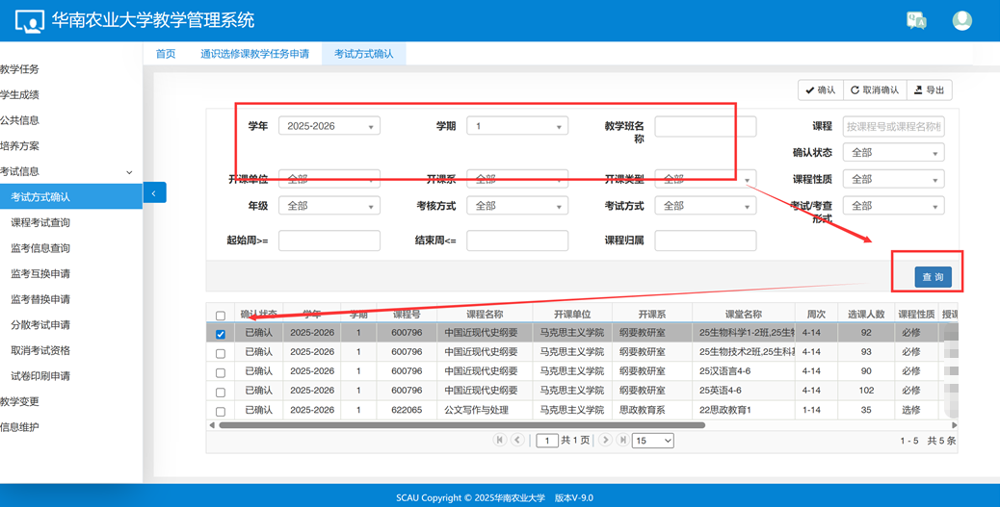 华南农业大学教学管理系统
首页 通识选修课教学任务申请 考试方式确认
教学任务
学生成绩
公共信息
培养方案
考试信息
考试方式确认
课程考试查询
监考信息查询
监考互换申请
监考替换申请
分散考试申请
取消考试资格
试卷印刷申请
教学变更
信息维护
确认 取消确认 导出
学年 2025-2026 学期 1 教学班名称 课程 按课程号或课程名称
确认状态 全部
开课单位 全部 开课系 全部 开课类型 全部 课程性质 全部
年级 全部 考核方式 全部 考试方式 全部 考试/考查形式 全部
起始周>= 结束周<= 课程归属
查 询
确认状态 学年 学期 课程号 课程名称 开课单位 开课系 课堂名称 周次 选课人数 课程性质 授课
已确认 2025-2026 1 600796 中国近现代史纲要 马克思主义学院 纲要教研室 25生物科学1-2班,25生物 4-14 92 必修
已确认 2025-2026 1 600796 中国近现代史纲要 马克思主义学院 纲要教研室 25生物技术2班,25生科基 4-14 93 必修
已确认 2025-2026 1 600796 中国近现代史纲要 马克思主义学院 纲要教研室 25汉语言4-6 4-14 90 必修
已确认 2025-2026 1 600796 中国近现代史纲要 马克思主义学院 纲要教研室 25英语4-6 4-14 102 必修
已确认 2025-2026 1 622065 公文写作与处理 马克思主义学院 思政教育系 22思政教育1 1-14 35 选修
1 共 1 页 15 1 - 5 共 5 条
SCAU Copyright © 2025华南农业大学 版本V-9.0